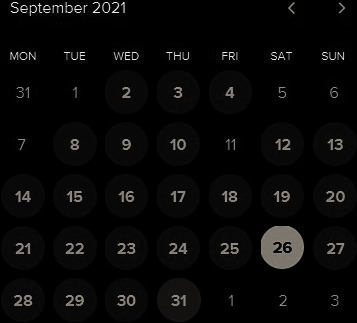 September 2021 < >
MON TUE WED THU FRI SAT SUN
31 1 2 3 4 5 6
7 8 9 10 11 12 13
14 15 16 17 18 19 20
21 22 23 24 25 26 27
28 29 30 31 1 2 3